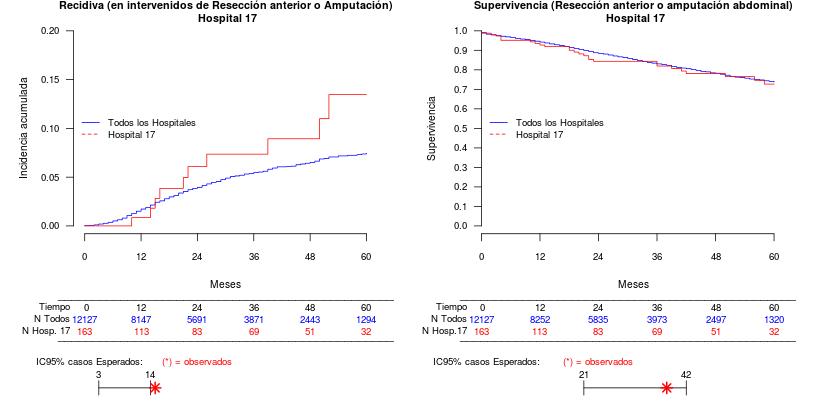 Recidiva (en intervenidos de Resección anterior o Amputación)
Hospital 17
Incidencia acumulada
0.20
0.15
0.10
0.05
0.00
Todos los Hospitales
Hospital 17
0 12 24 36 48 60
Meses
Tiempo 0 12 24 36 48 60
N Todos 12127 8147 5691 3871 2443 1294
N Hosp. 17 163 113 83 69 51 32
IC95% casos Esperados: (*) = observados
3 14
Supervivencia (Resección anterior o amputación abdominal)
Hospital 17
Supervivencia
1.0
0.9
0.8
0.7
0.6
0.5
0.4
0.3
0.2
0.1
0.0
Todos los Hospitales
Hospital 17
0 12 24 36 48 60
Meses
Tiempo 0 12 24 36 48 60
N Todos 12127 8252 5835 3973 2497 1320
N Hosp.17 163 113 83 69 51 32
IC95% casos Esperados: (*) = observados
21 42